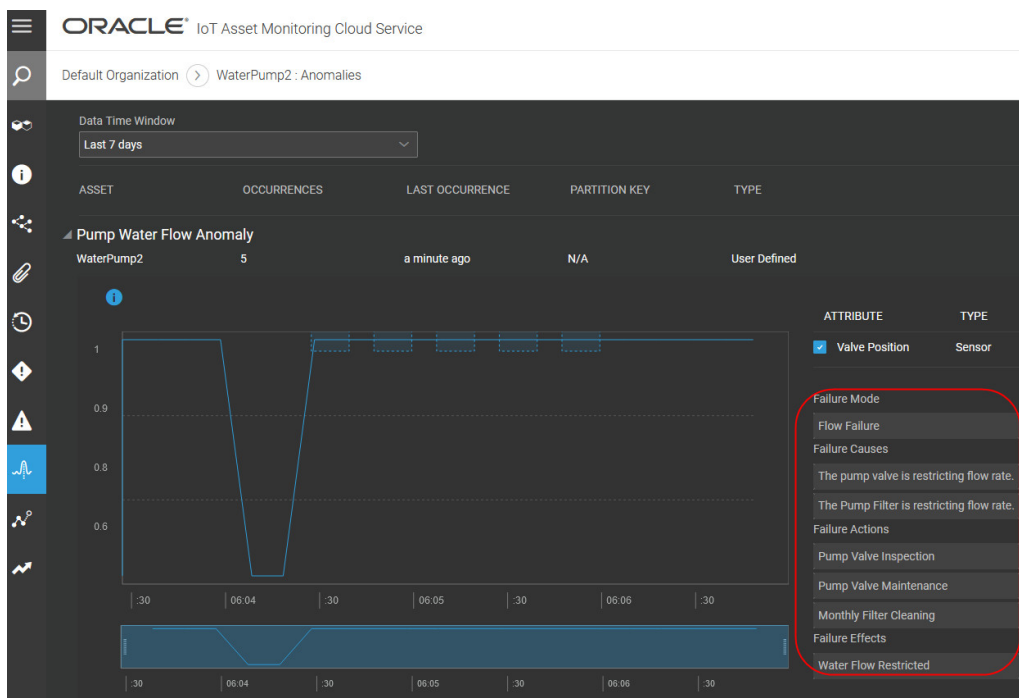 ORACLE® IoT Asset Monitoring Cloud Service
Default Organization > WaterPump2 : Anomalies
Data Time Window
Last 7 days
ASSET OCCURRENCES LAST OCCURRENCE PARTITION KEY TYPE
Pump Water Flow Anomaly
WaterPump2 5 a minute ago N/A User Defined
ATTRIBUTE TYPE
Valve Position Sensor
1
0.9
0.8
0.6
:30 06:04 :30 06:05 :30 06:06 :30
:30 06:04 :30 06:05 :30 06:06 :30
Failure Mode
Flow Failure
Failure Causes
The pump valve is restricting flow rate.
The Pump Filter is restricting flow rate.
Failure Actions
Pump Valve Inspection
Pump Valve Maintenance
Monthly Filter Cleaning
Failure Effects
Water Flow Restricted